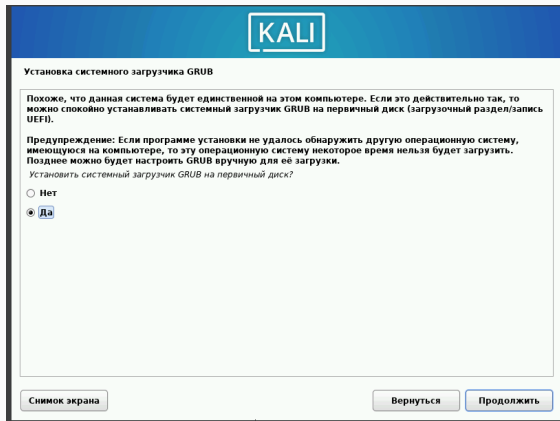 KALI
Установка системного загрузчика GRUB
Похоже, что данная система будет единственной на этом компьютере. Если это действительно так, то
можно спокойно устанавливать системный загрузчик GRUB на первичный диск (загрузочный раздел/запись
UEFI).
Предупреждение: Если программе установки не удалось обнаружить другую операционную систему,
имеющуюся на компьютере, то эту операционную систему некоторое время нельзя будет загрузить.
Позднее можно будет настроить GRUB вручную для её загрузки.
Установить системный загрузчик GRUB на первичный диск?
Нет
Да
Снимок экрана
Вернуться
Продолжить